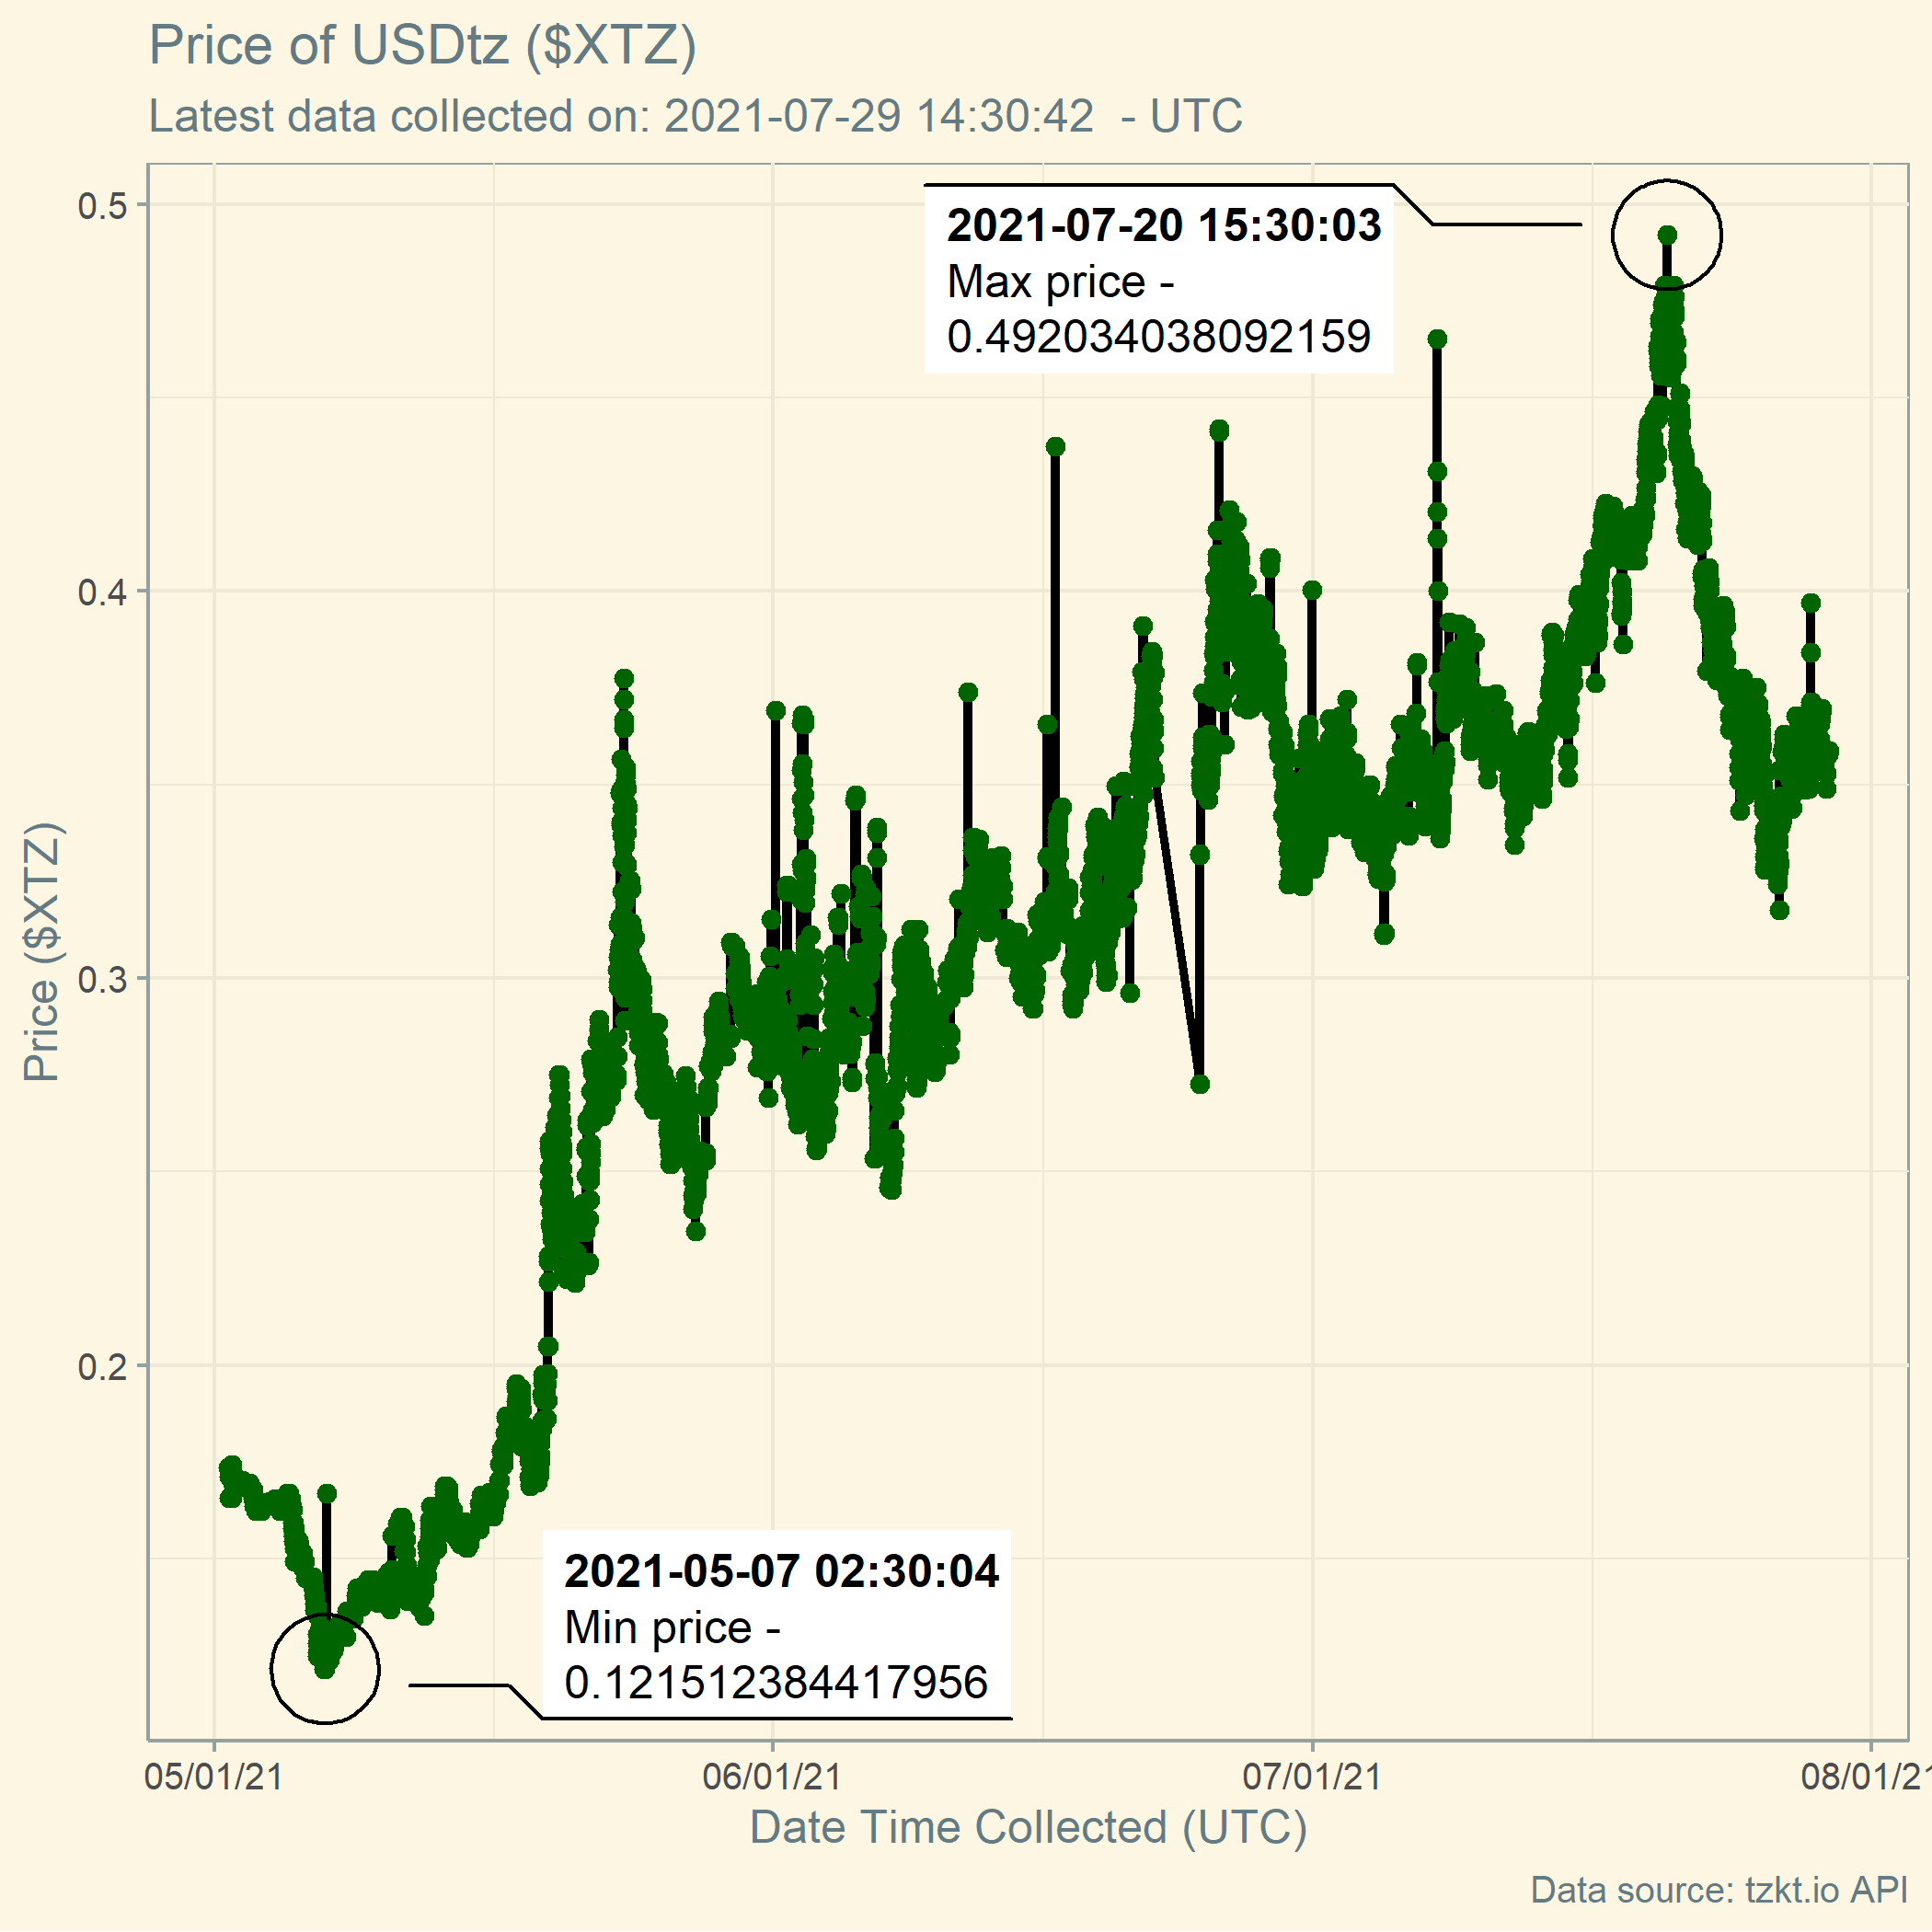 Price of USDtz ($XTZ)
Latest data collected on: 2021-07-29 14:30:42  - UTC
0.5
0.4
0.3
0.2
Price ($XTZ)
2021-07-20 15:30:03
Max price -
0.492034038092159
2021-05-07 02:30:04
Min price -
0.121512384417956
05/01/21
06/01/21
07/01/21
08/01/21
Date Time Collected (UTC)
Data source: tzkt.io API